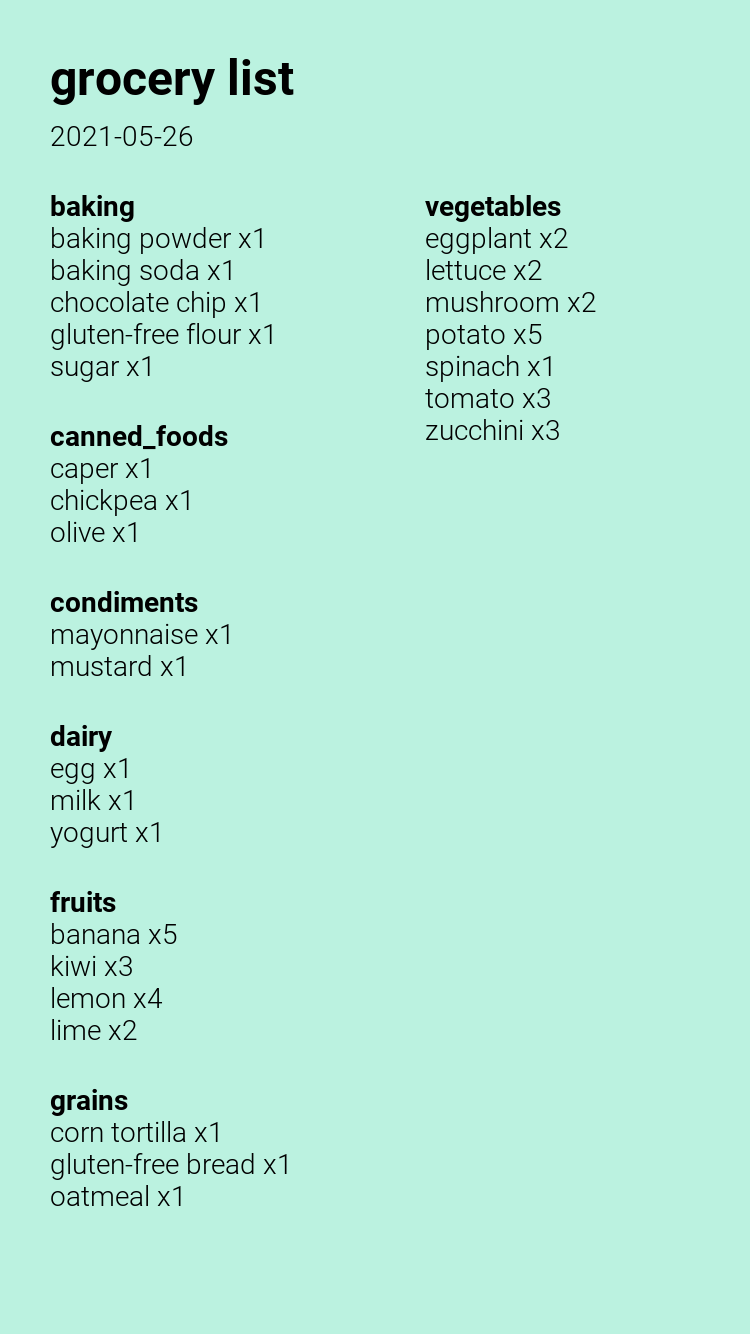 grocery list
2021-05-26
baking
baking powder x1
baking soda x1
chocolate chip x1
gluten-free flour x1
sugar x1
canned_foods
caper x1
chickpea x1
olive x1
condiments
mayonnaise x1
mustard x1
dairy
egg x1
milk x1
yogurt x1
fruits
banana x5
kiwi x3
lemon x4
lime x2
grains
corn tortilla x1
gluten-free bread x1
oatmeal x1
vegetables
eggplant x2
lettuce x2
mushroom x2
potato x5
spinach x1
tomato x3
zucchini x3